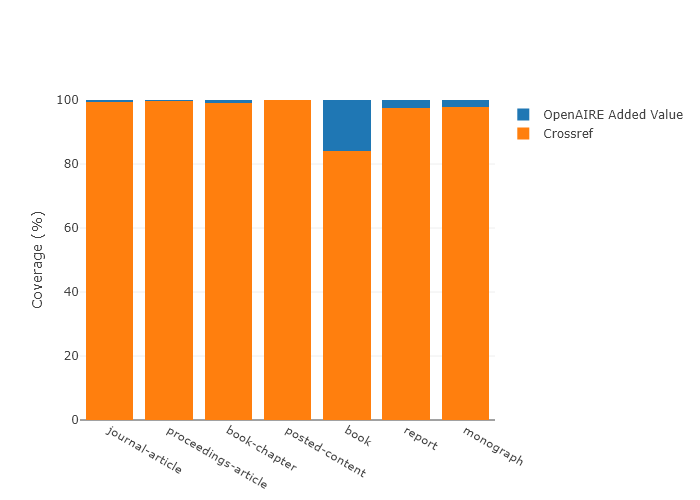 100
80
60
40
20
0
Coverage (%)
journal-article
proceedings-article
book-chapter
posted-content
book
report
monograph
OpenAIRE Added Value
Crossref